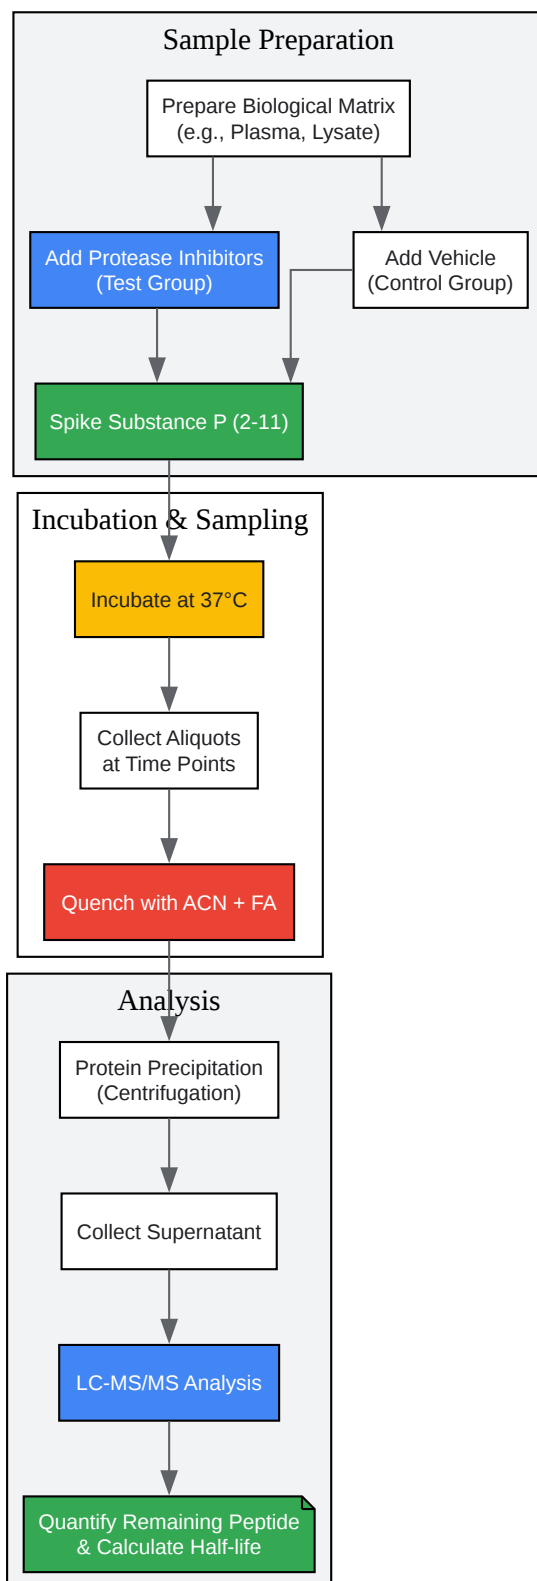 Sample Preparation
Prepare Biological Matrix
(e.g., Plasma, Lysate)
Add Protease Inhibitors
(Test Group)
Add Vehicle
(Control Group)
Spike Substance P (2-11)
Incubation & Sampling
Incubate at 37°C
Collect Aliquots
at Time Points
Quench with ACN + FA
Analysis
Protein Precipitation
(Centrifugation)
Collect Supernatant
LC-MS/MS Analysis
Quantify Remaining Peptide
& Calculate Half-life